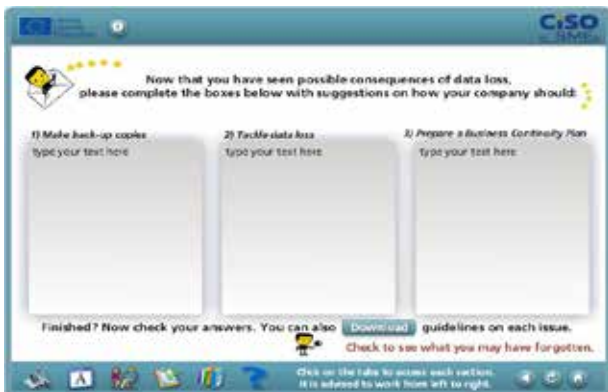 CiSO
SMEs
Now that you have seen possible consequences of data loss,
please complete the boxes below with suggestions on how your company should:
1) Make back-up copies
2) Tackle data loss
3) Prepare a Business Continuity Plan
type your text here
type your text here
type your text here
Finished? Now check your answers. You can also Download guidelines on each issue.
Check to see what you may have forgotten.
A
?
Click on the tabs to access each section.
It is advised to work from left to right.